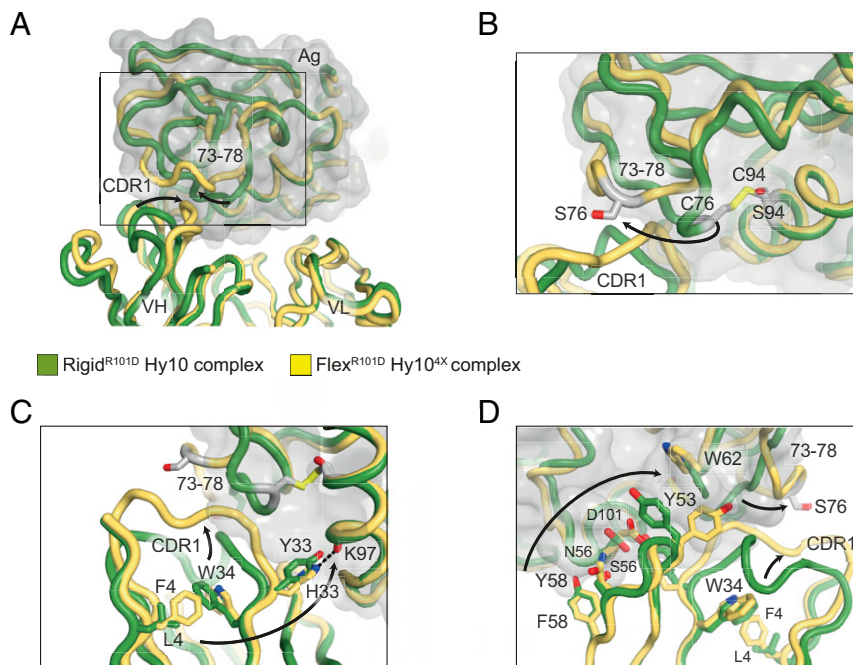 A
Ag
73-78
CDR1
VH
VL
B
73-78
C94
C76
S94
S76
CDR1
RigidR101D Hy10 complex
FlexR101D Hy104X complex
C
73-78
CDR1
Y33
K97
W34
H33
F4
L4
D
W62
73-78
Y53
S76
D101
N56
CDR1
S56
Y58
W34
F4
F58
L4